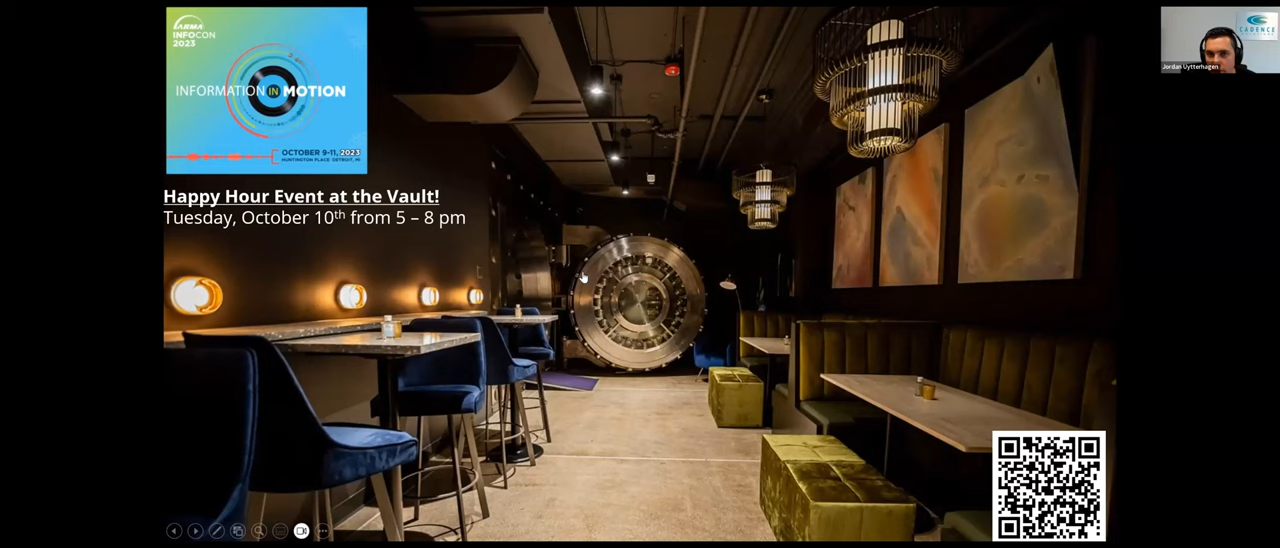 ARMA
INFOCON
2023
INFORMATION IN MOTION
OCTOBER 9-11, 2023
HUNTINGTON PLACE DETROIT, MI
Happy Hour Event at the Vault!
Tuesday, October 10th from 5 – 8 pm
CADENCE
Jordan Uytterhagen